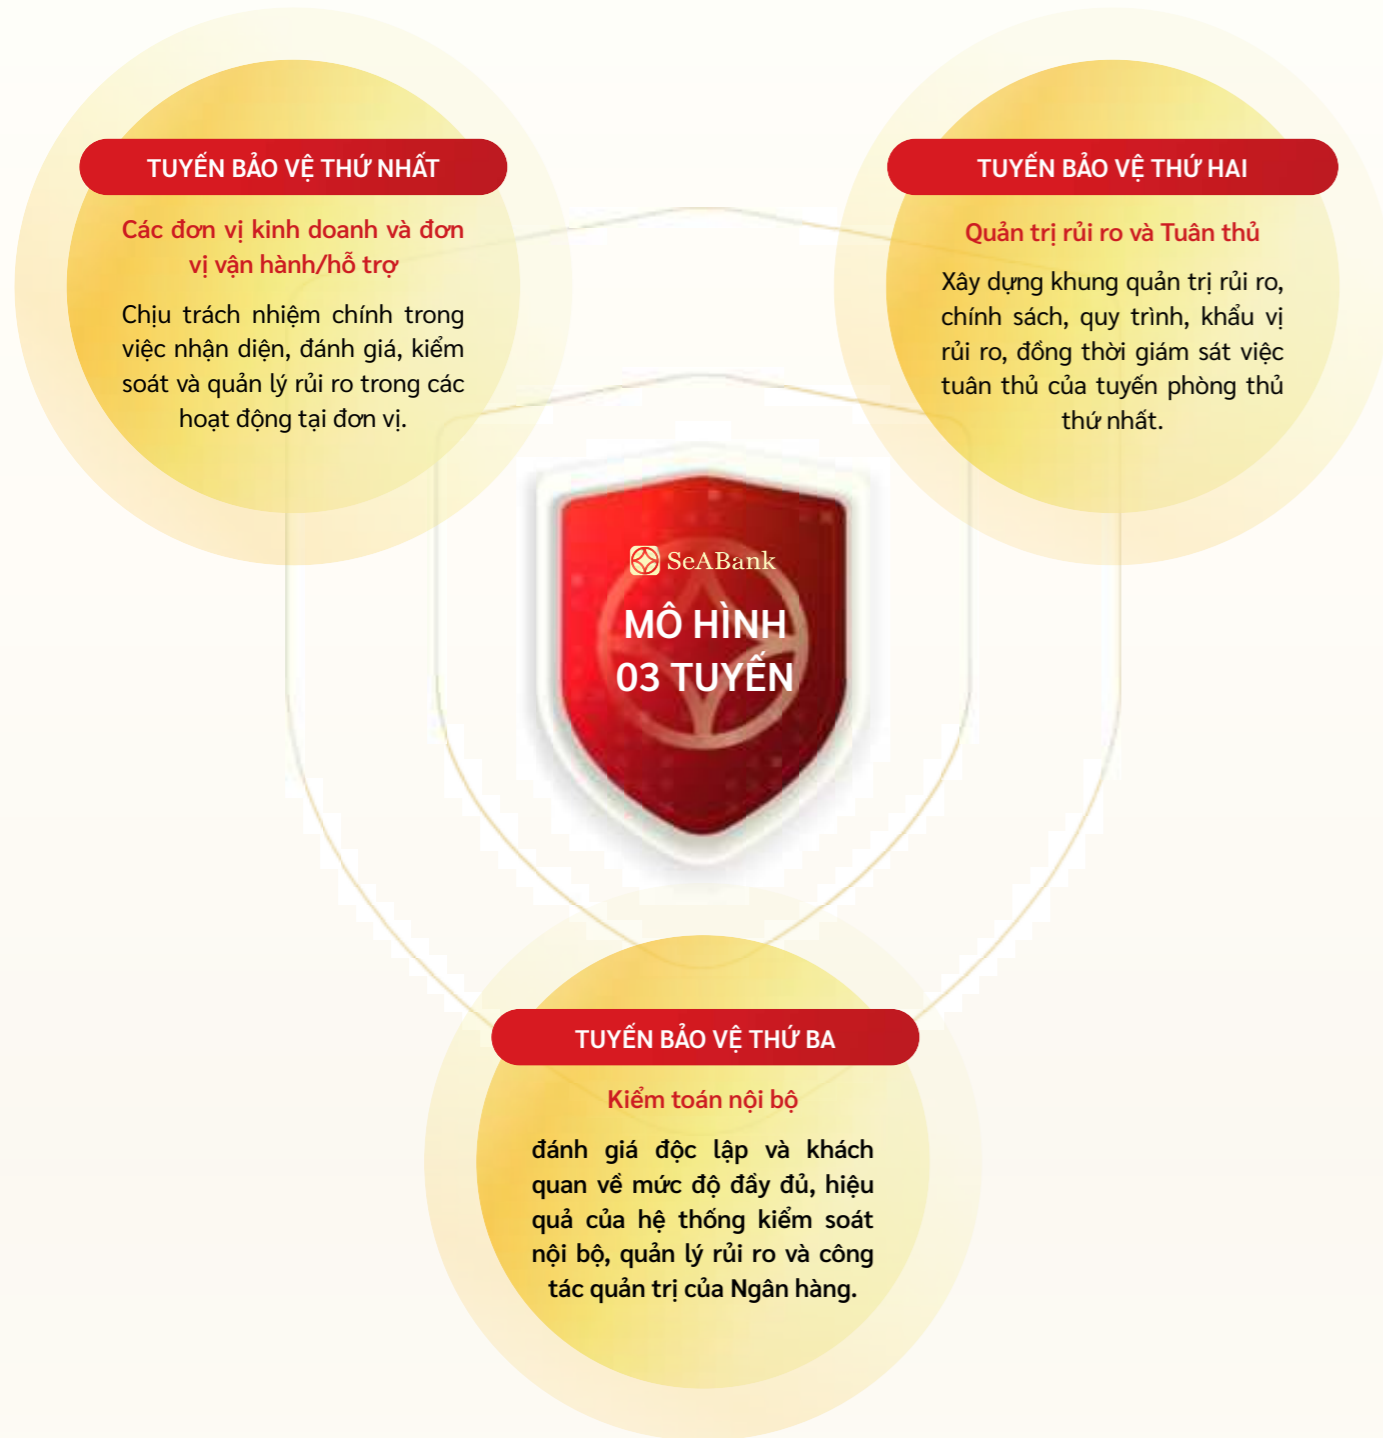 TUYẾN BẢO VỆ THỨ NHẤT
Các đơn vị kinh doanh và đơn
vị vận hành/hỗ trợ
Chịu trách nhiệm chính trong
việc nhận diện, đánh giá, kiểm
soát và quản lý rủi ro trong các
hoạt động tại đơn vị.
TUYẾN BẢO VỆ THỨ HAI
Quản trị rủi ro và Tuân thủ
Xây dựng khung quản trị rủi ro,
chính sách, quy trình, khẩu vị
rủi ro, đồng thời giám sát việc
tuân thủ của tuyến phòng thủ
thứ nhất.
SeABank
MÔ HÌNH
03 TUYẾN
TUYẾN BẢO VỆ THỨ BA
Kiểm toán nội bộ
đánh giá độc lập và khách
quan về mức độ đầy đủ, hiệu
quả của hệ thống kiểm soát
nội bộ, quản lý rủi ro và công
tác quản trị của Ngân hàng.